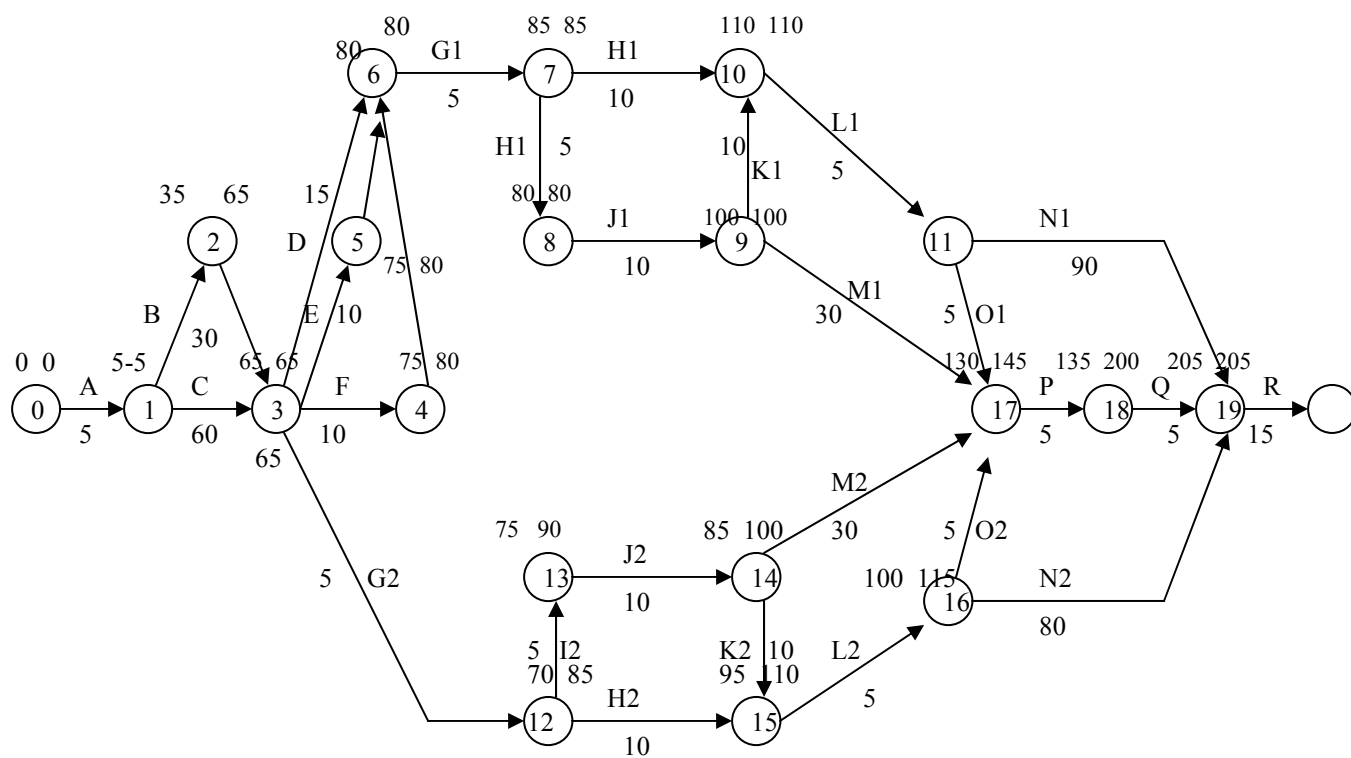 80
80
85 85
110 110
G1
H1
6
7
10
5
10
H1
5
10
K1
L1
5
35 65
15
80 80
100 100
J1
N1
2
D
5
8
9
11
75 80
10
90
B
30
E 10
M1
30
5 O1
0 0
5-5
65 65
75 80
130 145
135 200
205 205
A
C
F
P
Q
R
0
1
3
4
17
18
19
5
60
10
5
5
15
65
M2
75 90
85 100
30
5 O2
5 G2
J2
100 115
N2
13
14
16
10
80
5 I2
K2 10
L2
70 85
95 110
H2
5
12
15
10